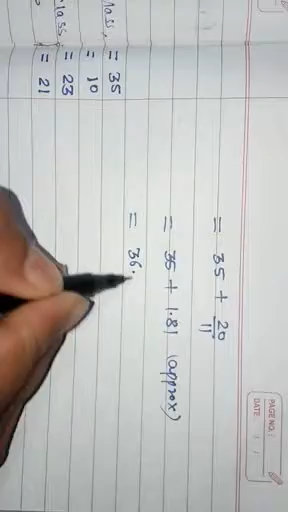 PAGE NO.:
DATE: / /
= 35 + 20/11
= 35 + 1.81 (approx)
= 36.
= 35
= 10
= 23
= 21